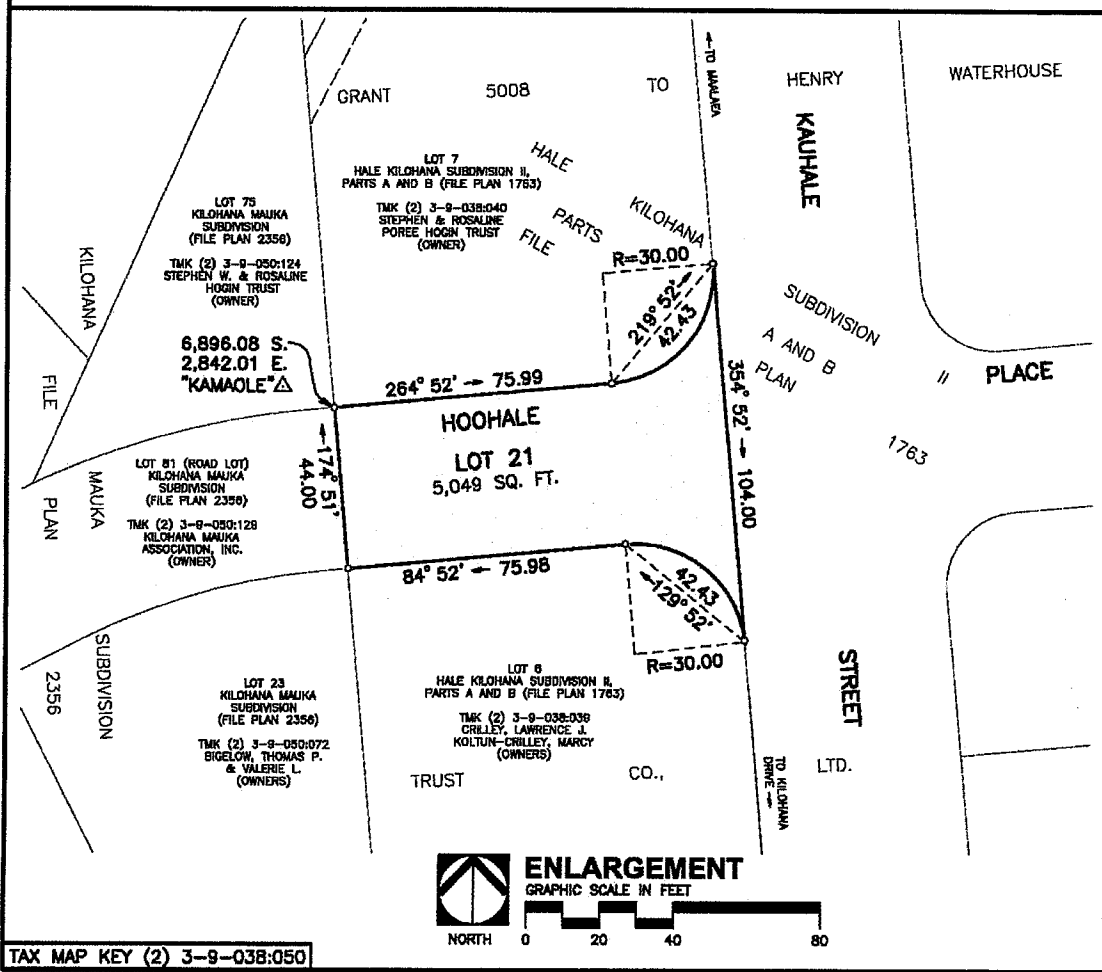 GRANT 5008 TO HENRY WATERHOUSE
TRUST CO., LTD.
←TO MAALAEA
KAUHALE
STREET
HOOHALE
PLACE
LOT 7
HALE KILOHANA SUBDIVISION II,
PARTS A AND B (FILE PLAN 1763)
TMK (2) 3-9-038:040
STEPHEN & ROSALINE
POREE HOGIN TRUST
(OWNER)
HALE KILOHANA SUBDIVISION II
PARTS A AND B
FILE PLAN 1763
LOT 75
KILOHANA MAUKA
SUBDIVISION
(FILE PLAN 2356)
TMK (2) 3-9-050:124
STEPHEN W. & ROSALINE
HOGIN TRUST
(OWNER)
KILOHANA MAUKA SUBDIVISION
FILE PLAN 2356
6,896.08 S.
2,842.01 E.
"KAMAOLE"△
R=30.00
219° 52'→
42.43
264° 52' → 75.99
LOT 21
5,049 SQ. FT.
354° 52' → 104.00
←174° 51'
44.00
LOT 81 (ROAD LOT)
KILOHANA MAUKA
SUBDIVISION
(FILE PLAN 2356)
TMK (2) 3-9-050:128
KILOHANA MAUKA
ASSOCIATION, INC.
(OWNER)
84° 52' ← 75.98
42.43
←129° 52'
R=30.00
LOT 23
KILOHANA MAUKA
SUBDIVISION
(FILE PLAN 2356)
TMK (2) 3-9-050:072
BIGELOW, THOMAS P.
& VALERIE L.
(OWNERS)
LOT 6
HALE KILOHANA SUBDIVISION II,
PARTS A AND B (FILE PLAN 1763)
TMK (2) 3-9-038:039
CRILLEY, LAWRENCE J.
KOLTUN-CRILLEY, MARCY
(OWNERS)
TO KILOHANA
DRIVE →
NORTH
ENLARGEMENT
GRAPHIC SCALE IN FEET
0 20 40 80
TAX MAP KEY (2) 3-9-038:050